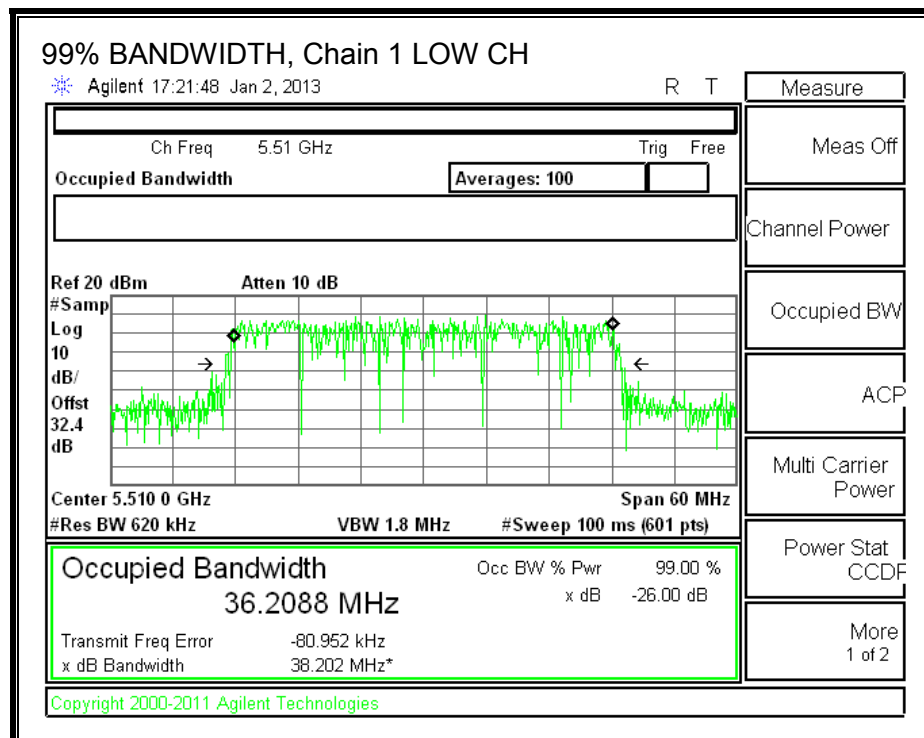 99% BANDWIDTH, Chain 1 LOW CH
Agilent 17:21:48 Jan 2, 2013 R T
Measure
Ch Freq 5.51 GHz Trig Free
Meas Off
Occupied Bandwidth Averages: 100
Channel Power
Ref 20 dBm Atten 10 dB
#Samp
Log
10
dB/
Offst
32.4
dB
Occupied BW
ACP
Center 5.510 0 GHz Span 60 MHz
#Res BW 620 kHz VBW 1.8 MHz #Sweep 100 ms (601 pts)
Multi Carrier
Power
Occupied Bandwidth Occ BW % Pwr 99.00 %
36.2088 MHz x dB -26.00 dB
Power Stat
CCDF
Transmit Freq Error -80.952 kHz
x dB Bandwidth 38.202 MHz*
More
1 of 2
Copyright 2000-2011 Agilent Technologies